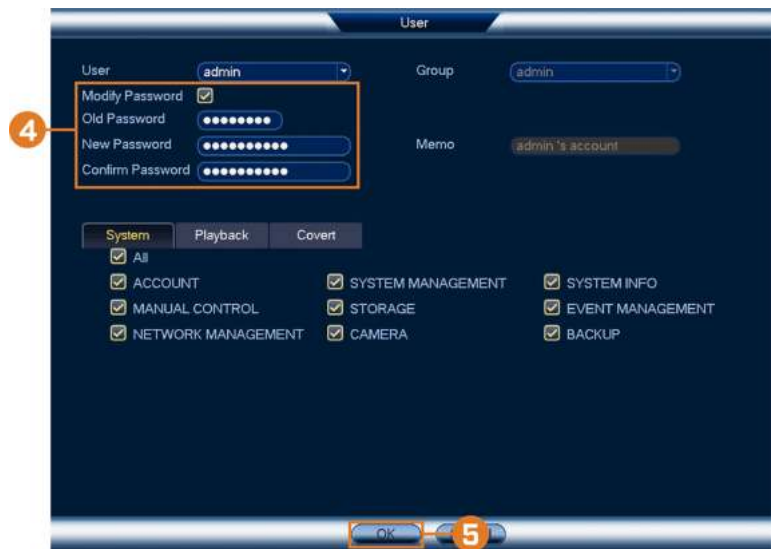 User
User admin Group admin
Modify Password
Old Password ●●●●●●●●
New Password ●●●●●●●●●● Memo admin 's account
Confirm Password ●●●●●●●●●●
4
System Playback Covert
All
ACCOUNT SYSTEM MANAGEMENT SYSTEM INFO
MANUAL CONTROL STORAGE EVENT MANAGEMENT
NETWORK MANAGEMENT CAMERA BACKUP
OK 5